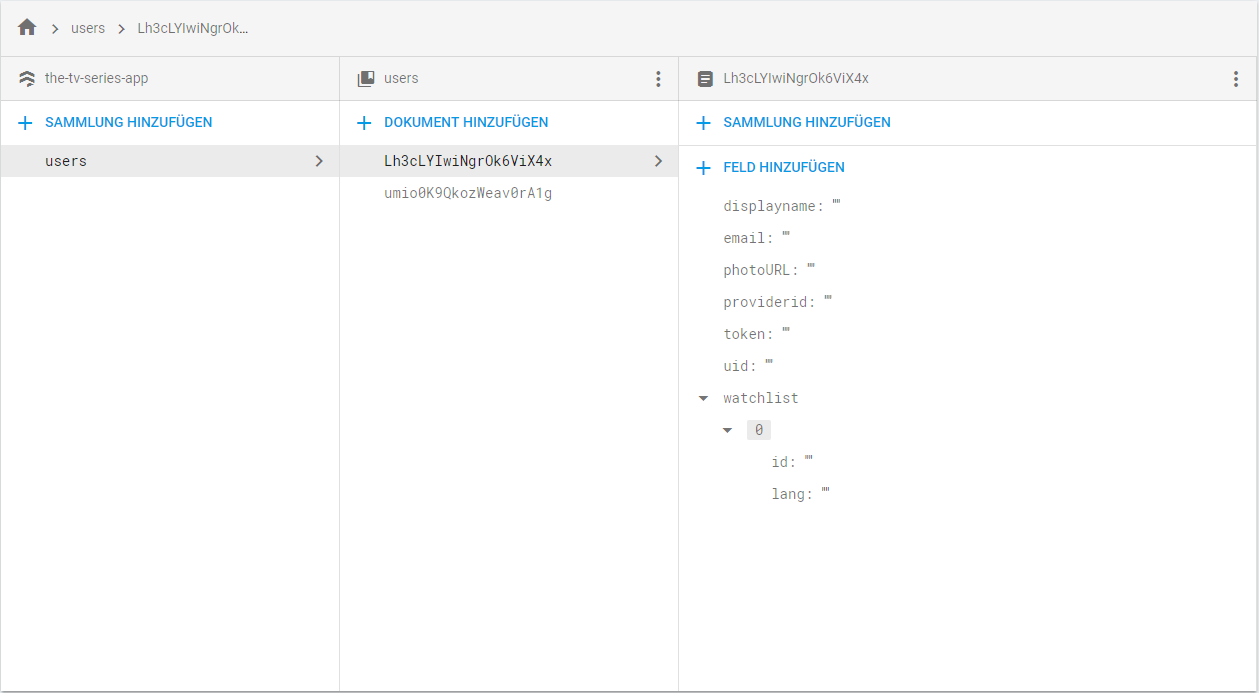 users Lh3cLYIwiNgrOk...
the-tv-series-app
users
Lh3cLYIwiNgrOk6ViX4x
SAMMLUNG HINZUFÜGEN
DOKUMENT HINZUFÜGEN
SAMMLUNG HINZUFÜGEN
users
Lh3cLYIwiNgrOk6ViX4x
umio0K9QkozWeav0rA1g
FELD HINZUFÜGEN
displayname: ""
email: ""
photoURL: ""
providerid: ""
token: ""
uid: ""
watchlist
0
id: ""
lang: ""